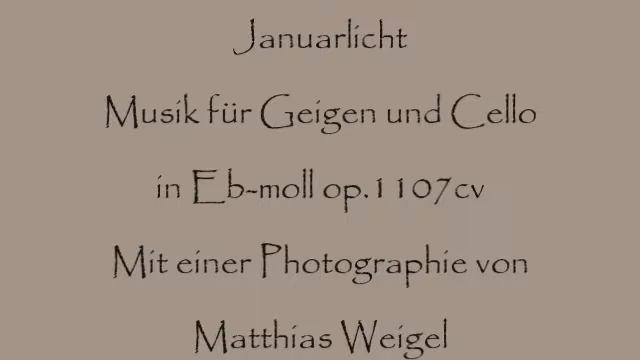 Januarlicht
Musik für Geigen und Cello
in Eb-moll op.1107cv
Mit einer Photographie von
Matthias Weigel